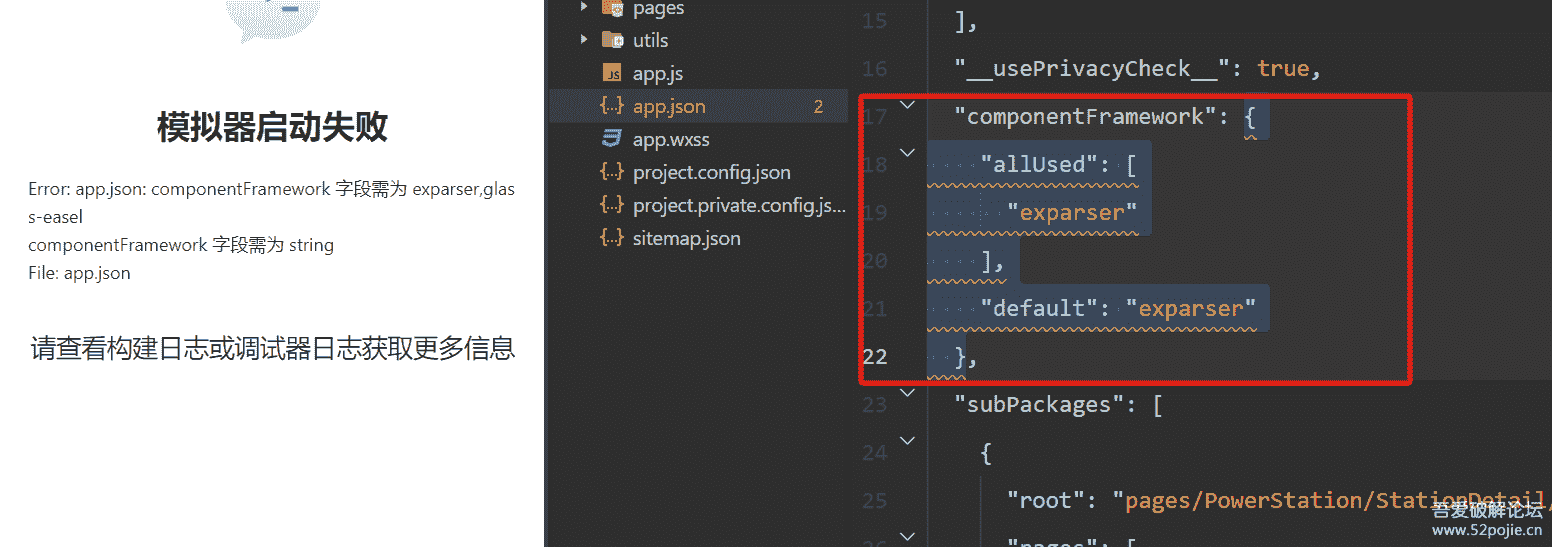 模拟器启动失败
Error: app.json: componentFramework 字段需为 exparser,glas
s-easel
componentFramework 字段需为 string
File: app.json
请查看构建日志或调试器日志获取更多信息
pages
utils
JS app.js
{..} app.json 2
app.wxss
{..} project.config.json
{..} project.private.config.js...
{..} sitemap.json
15 ],
16 "__usePrivacyCheck__": true,
17 "componentFramework": {
18 "allUsed": [
19 "exparser"
20 ],
21 "default": "exparser"
22 },
23 "subPackages": [
24 {
25 "root": "pages/PowerStation/StationDetail/
26 "pages": [
吾爱破解论坛
www.52pojie.cn